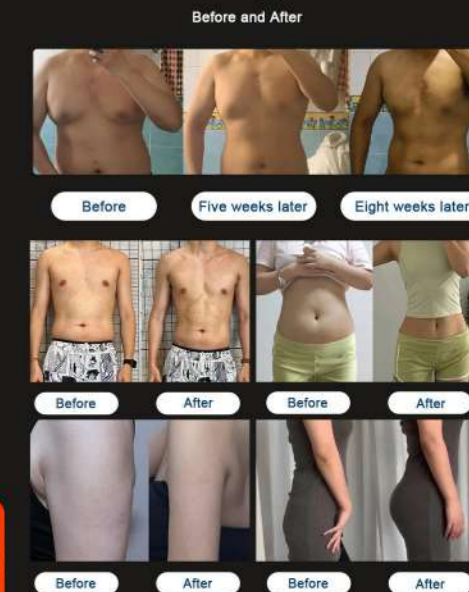 Before and After
Before
Five weeks later
Eight weeks later
Before
After
Before
After
Before
After
Before
After